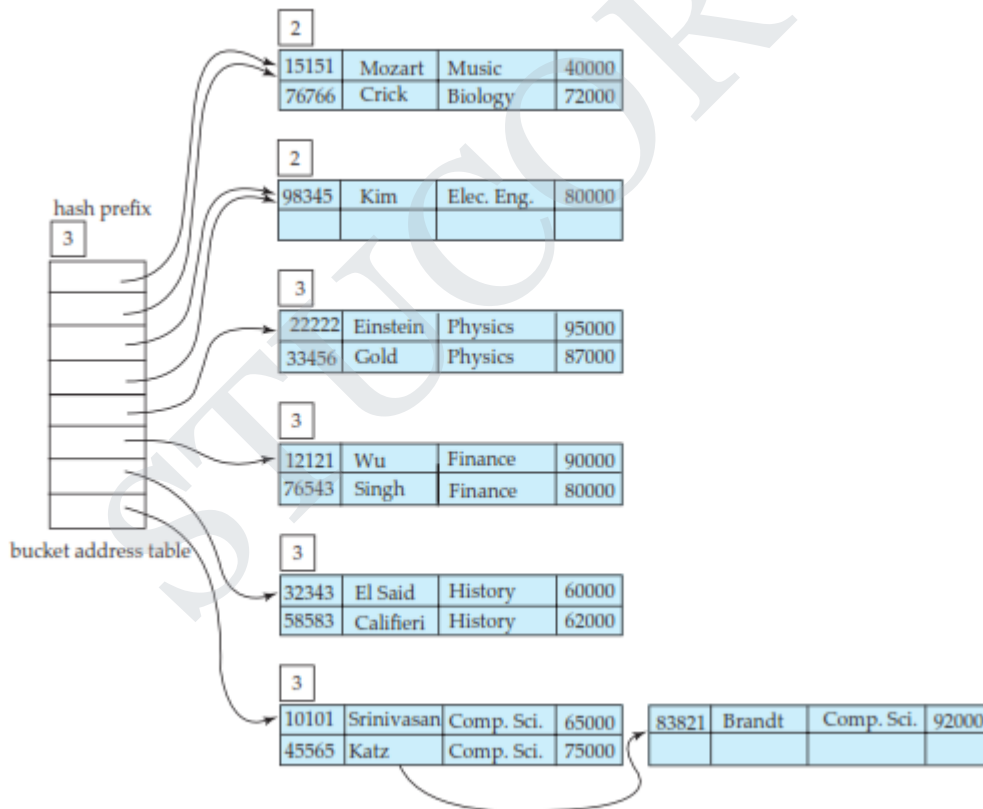 2
15151 Mozart Music 40000
76766 Crick Biology 72000
2
98345 Kim Elec. Eng. 80000
hash prefix
3
3
22222 Einstein Physics 95000
33456 Gold Physics 87000
3
12121 Wu Finance 90000
76543 Singh Finance 80000
bucket address table
3
32343 El Said History 60000
58583 Califieri History 62000
3
10101 Srinivasan Comp. Sci. 65000
45565 Katz Comp. Sci. 75000
83821 Brandt Comp. Sci. 92000
STUCOR